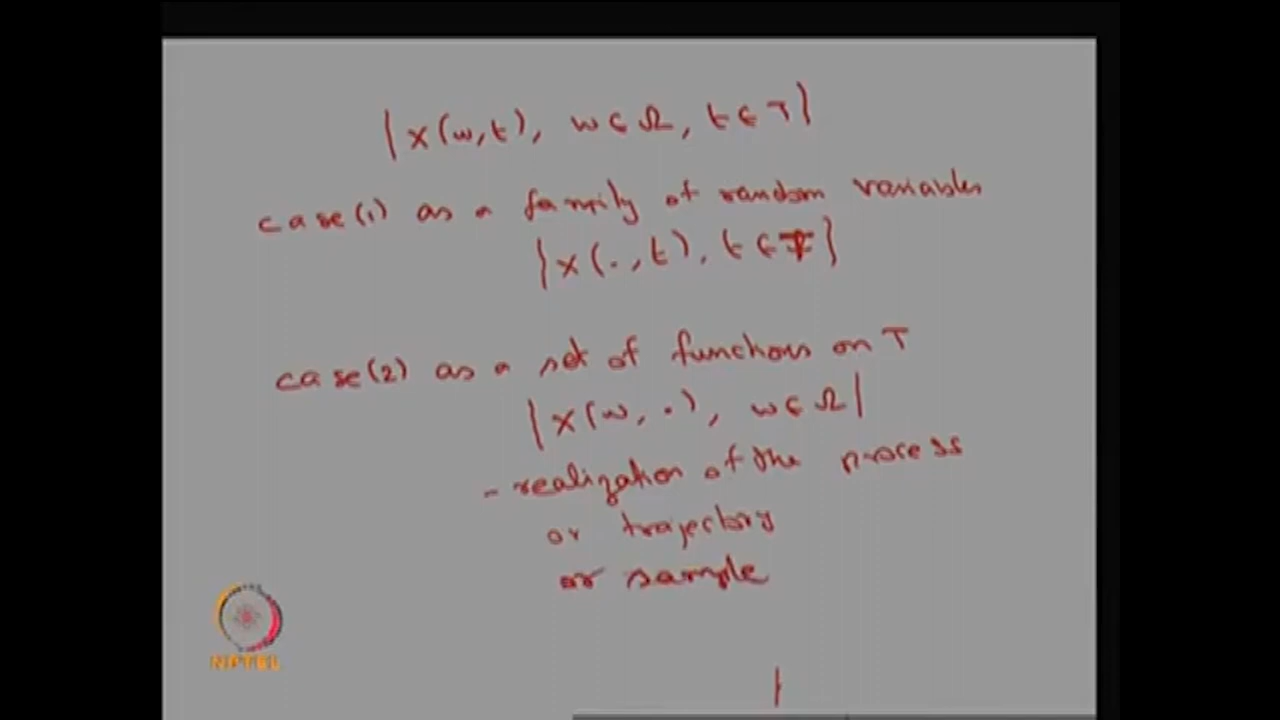 {X(w,t), w∈Ω, t∈T}
case(1) as a family of random variables
{X(.,t), t∈T}
case(2) as a set of functions on T
{X(w,.), w∈Ω}
- realization of the process
or trajectory
or sample
NPTEL